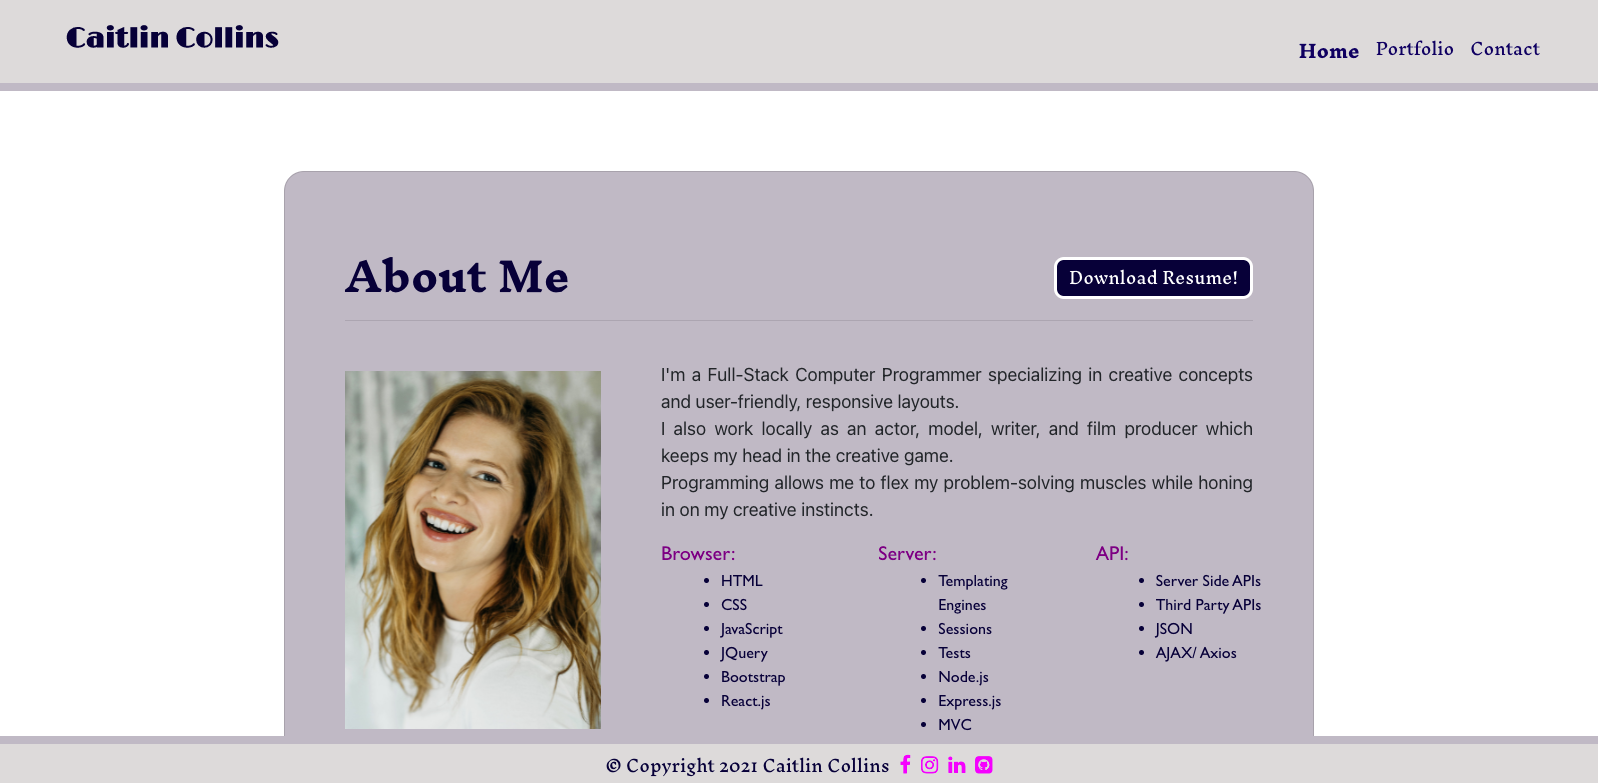 Caitlin Collins
Home Portfolio Contact
About Me
Download Resume!
I'm a Full-Stack Computer Programmer specializing in creative concepts
and user-friendly, responsive layouts.
I also work locally as an actor, model, writer, and film producer which
keeps my head in the creative game.
Programming allows me to flex my problem-solving muscles while honing
in on my creative instincts.
Browser:
• HTML
• CSS
• JavaScript
• JQuery
• Bootstrap
• React.js
Server:
• Templating
Engines
• Sessions
• Tests
• Node.js
• Express.js
• MVC
API:
• Server Side APIs
• Third Party APIs
• JSON
• AJAX/ Axios
© Copyright 2021 Caitlin Collins